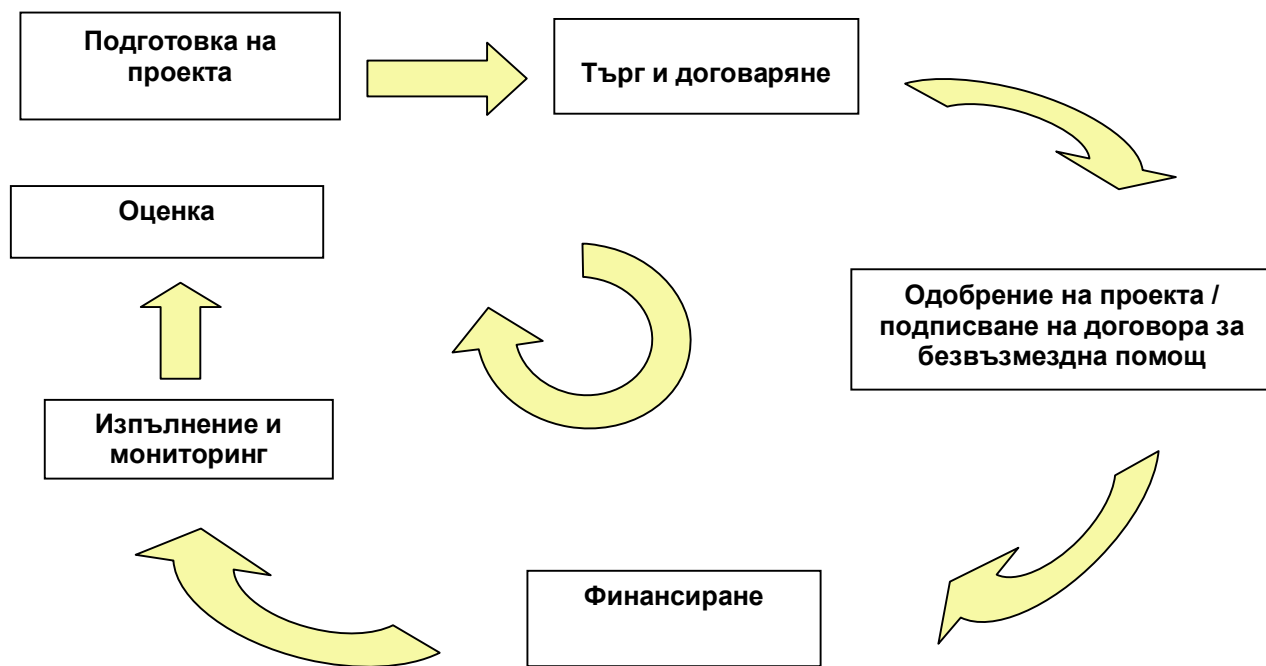 Подготовка на
проекта
Търг и договаряне
Оценка
Одобрение на проекта /
подписване на договора за
безвъзмездна помощ
Изпълнение и
мониторинг
Финансиране